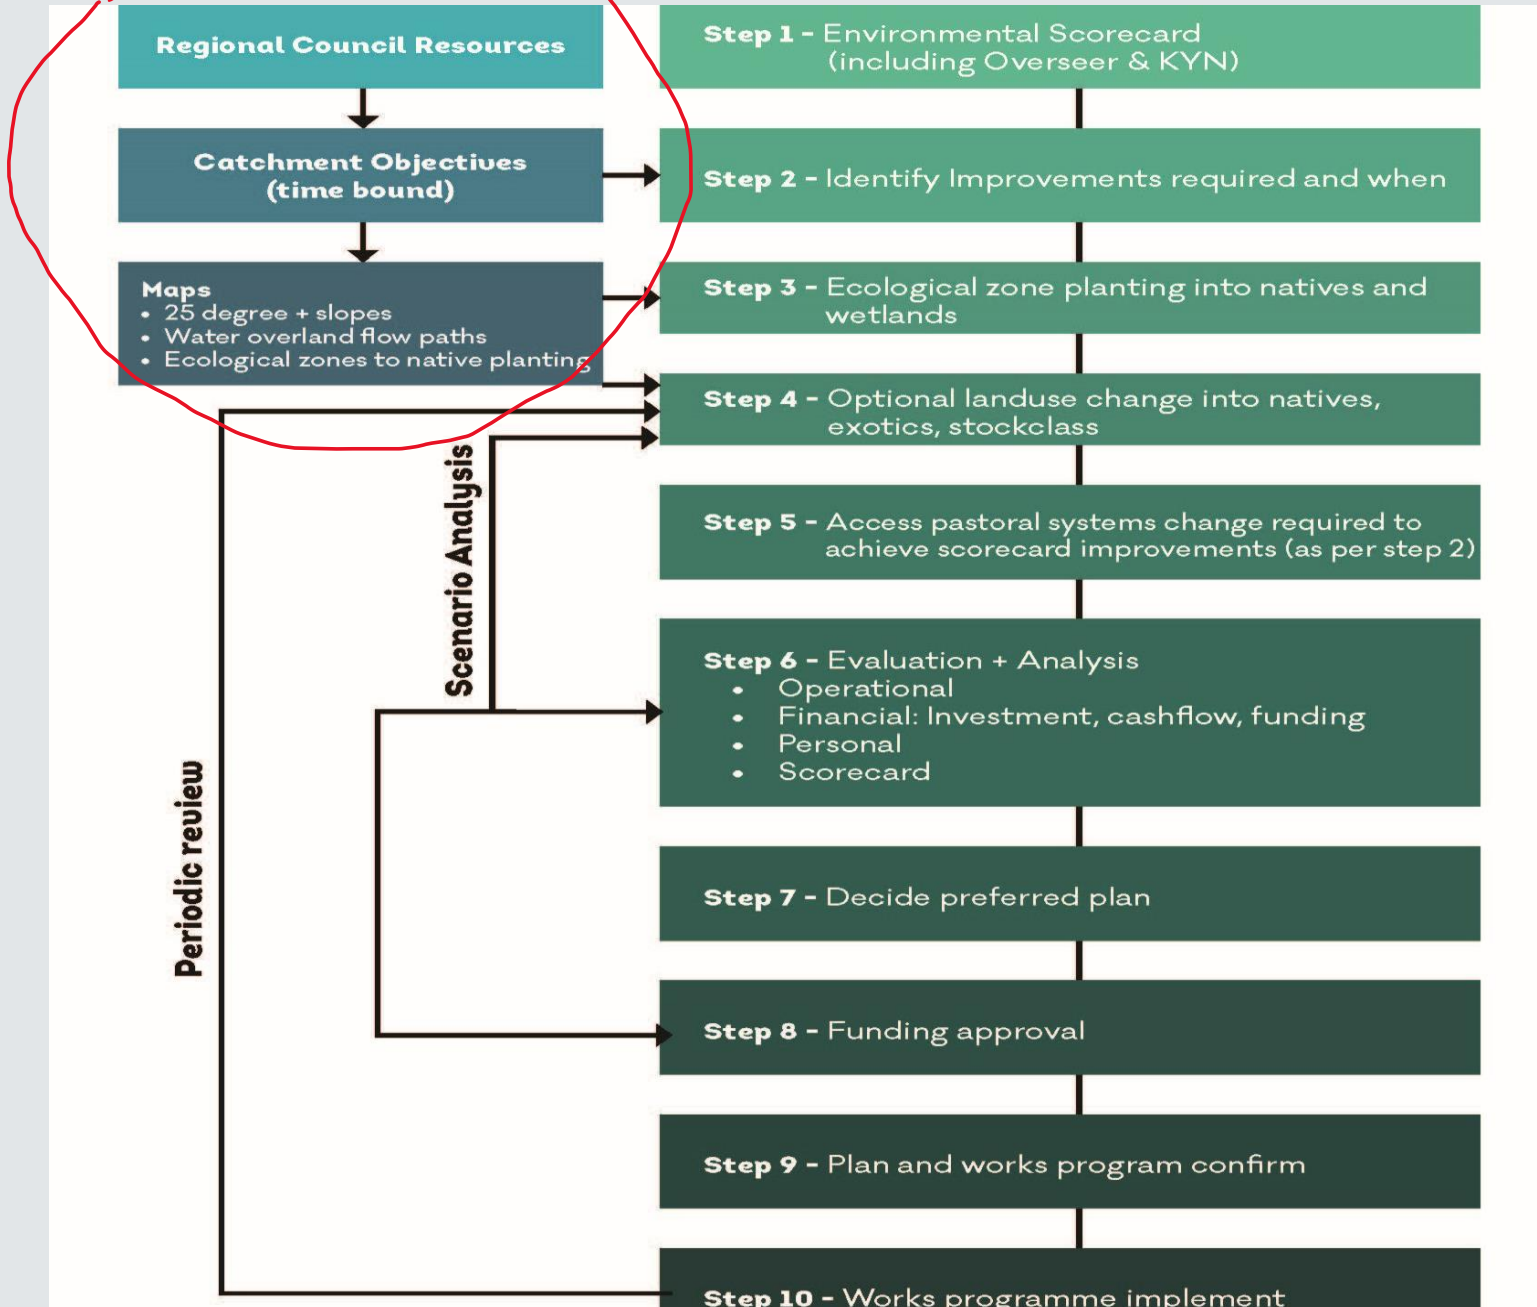 Regional Council Resources
Catchment Objectives
(time bound)
Maps
• 25 degree + slopes
• Water overland flow paths
• Ecological zones to native planting
Step 1 - Environmental Scorecard
(including Overseer & KYN)
Step 2 - Identify Improvements required and when
Step 3 - Ecological zone planting into natives and
wetlands
Step 4 - Optional landuse change into natives,
exotics, stockclass
Step 5 - Access pastoral systems change required to
achieve scorecard improvements (as per step 2)
Step 6 - Evaluation + Analysis
• Operational
• Financial: Investment, cashflow, funding
• Personal
• Scorecard
Step 7 - Decide preferred plan
Step 8 - Funding approval
Step 9 - Plan and works program confirm
Step 10 - Works programme implement
Scenario Analysis
Periodic review